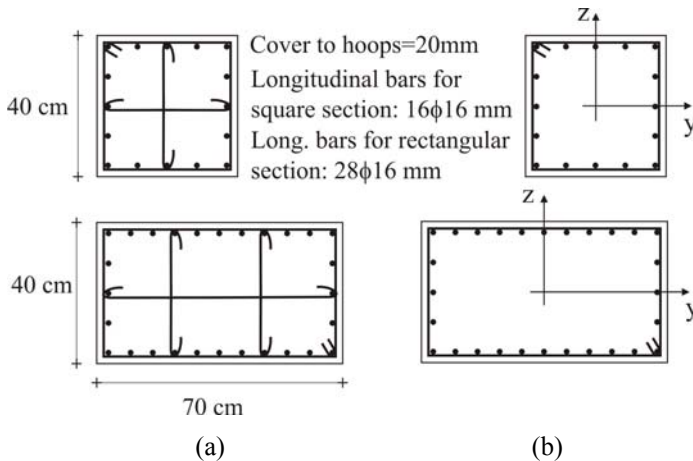 z
Cover to hoops=20mm
40 cm
Longitudinal bars for
square section: 16ϕ16 mm
y
Long. bars for rectangular
section: 28ϕ16 mm
z
40 cm
y
70 cm
(a)
(b)